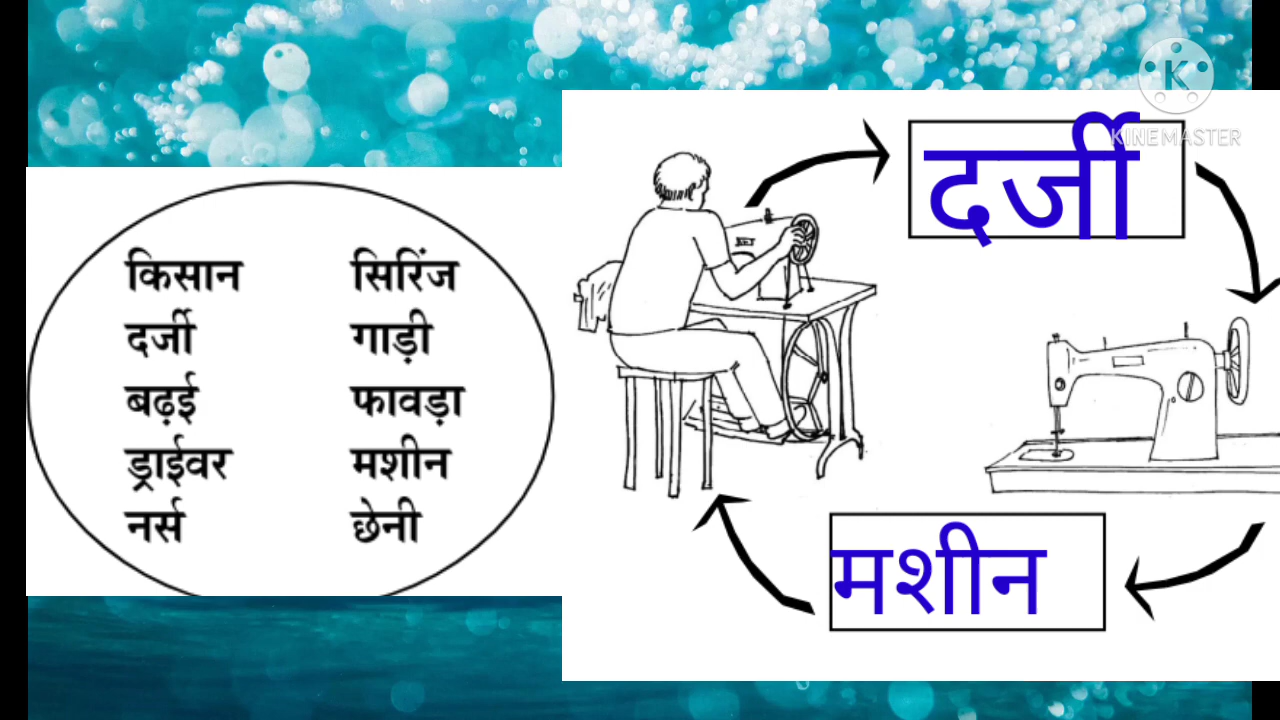 किसान सिरिंज
दर्जी गाड़ी
बढ़ई फावड़ा
ड्राईवर मशीन
नर्स छेनी
दर्जी
मशीन
K
KINEMASTER